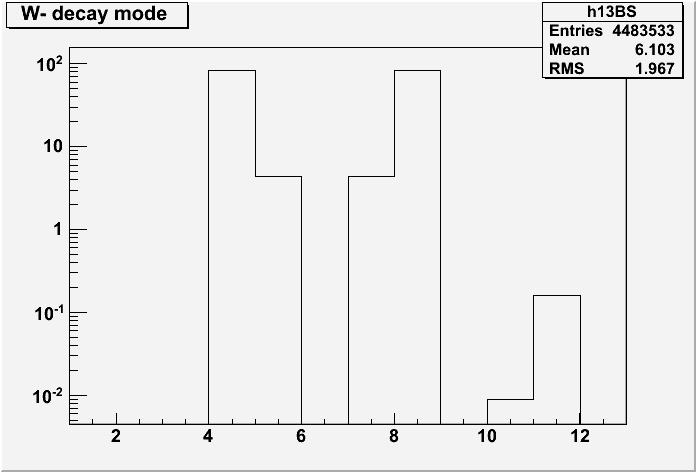 W- decay mode
h13BS
Entries 4483533
Mean 6.103
RMS 1.967
10²
10
1
10⁻¹
10⁻²
2 4 6 8 10 12